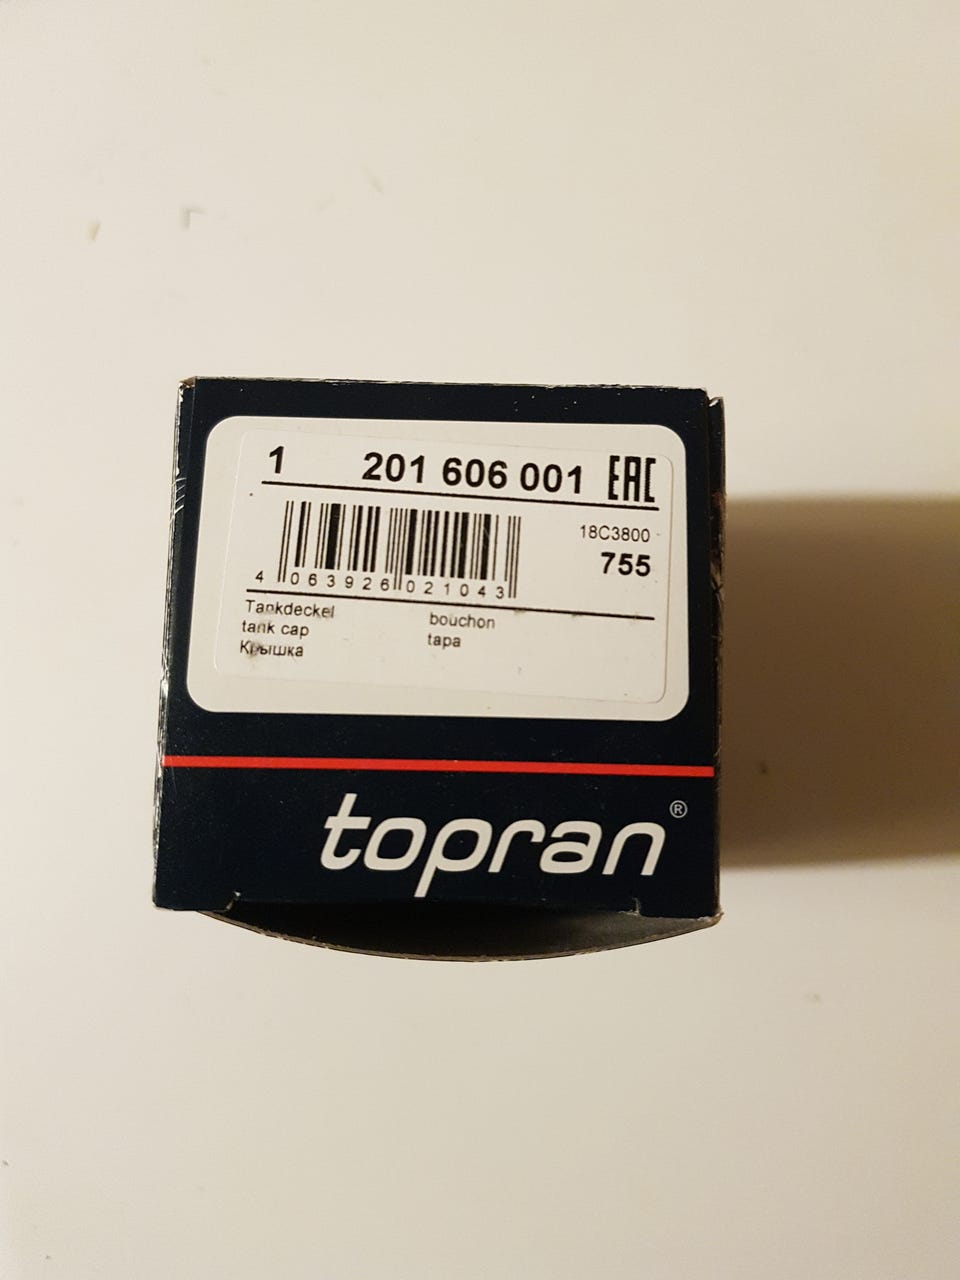 1 201 606 001 EAC
18C3800
755
4 063926 021043
Tankdeckel bouchon
tank cap tapa
Крышка
topran®